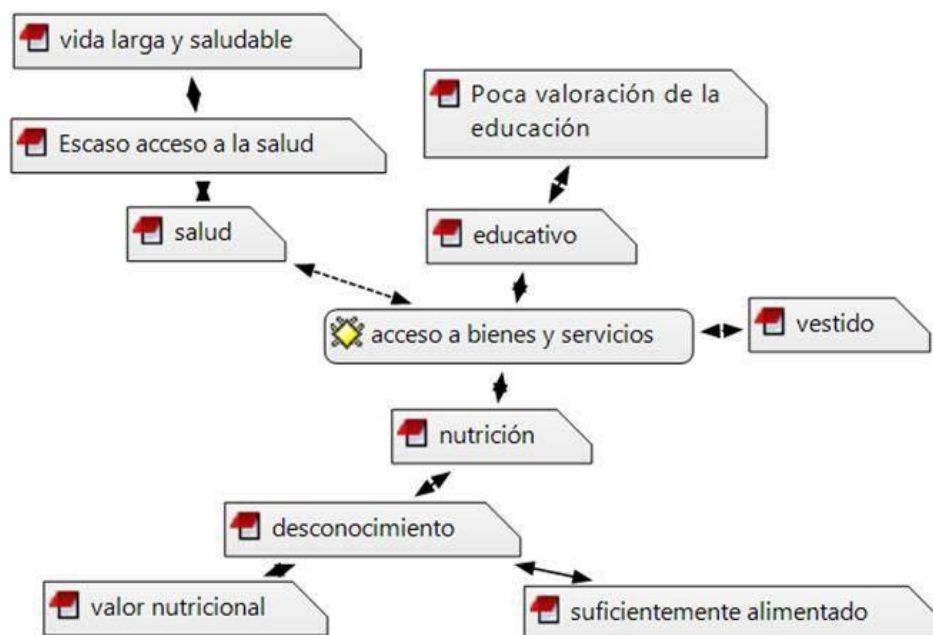 vida larga y saludable
Poca valoración de la
educación
Escaso acceso a la salud
salud
educativo
vestido
acceso a bienes y servicios
nutrición
desconocimiento
valor nutricional
suficientemente alimentado